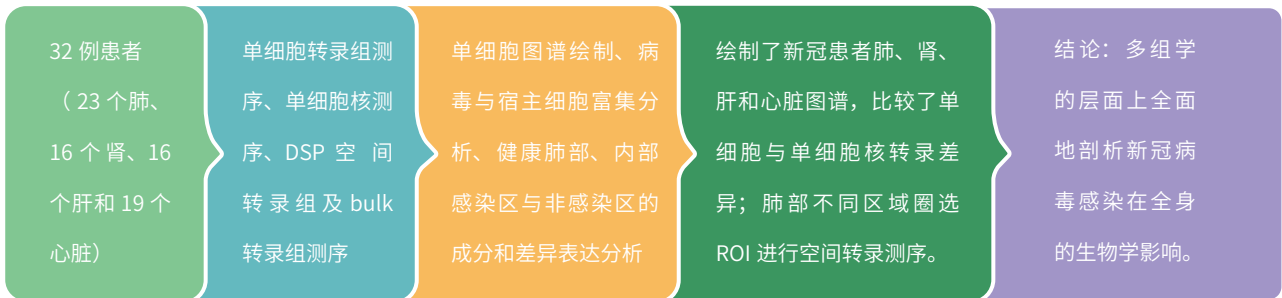 32 例患者
（ 23 个肺、
16 个肾、16
个肝和 19 个
心脏）
单细胞转录组测
序、单细胞核测
序、DSP 空 间
转 录 组 及 bulk
转录组测序
单细胞图谱绘制、病
毒与宿主细胞富集分
析、健康肺部、内部
感染区与非感染区的
成分和差异表达分析
绘制了新冠患者肺、肾、
肝和心脏图谱，比较了单
细胞与单细胞核转录差
异；肺部不同区域圈选
ROI 进行空间转录测序。
结论：多组学
的层面上全面
地剖析新冠病
毒感染在全身
的生物学影响。